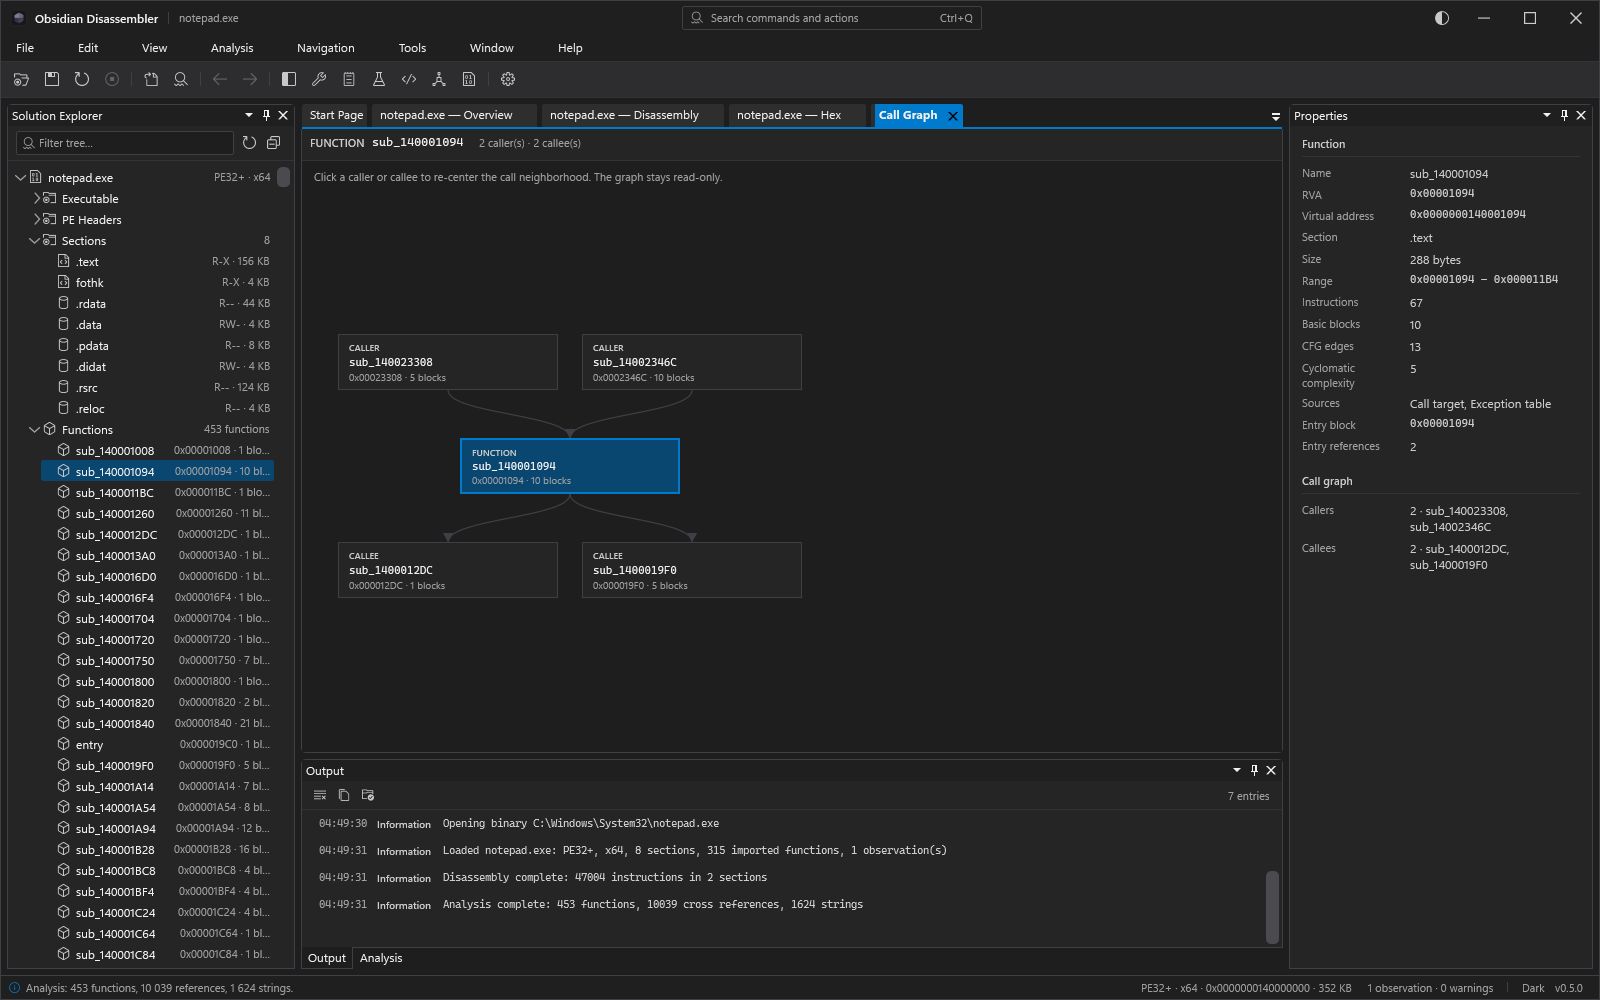 Obsidian Disassembler
notepad.exe
Search commands and actions
Ctrl+Q
File
Edit
View
Analysis
Navigation
Tools
Window
Help
Solution Explorer
Filter tree...
notepad.exe PE32+ · x64
Executable
PE Headers
Sections 8
.text R-X · 156 KB
fothk R-X · 4 KB
.rdata R-- · 44 KB
.data RW- · 4 KB
.pdata R-- · 8 KB
.didat RW- · 4 KB
.rsrc R-- · 124 KB
.reloc R-- · 4 KB
Functions 453 functions
sub_140001008 0x00001008 · 1 blo...
sub_140001094 0x00001094 · 10 bl...
sub_1400011BC 0x000011BC · 1 blo...
sub_140001260 0x00001260 · 11 bl...
sub_1400012DC 0x000012DC · 1 bl...
sub_1400013A0 0x000013A0 · 1 bl...
sub_1400016D0 0x000016D0 · 1 bl...
sub_1400016F4 0x000016F4 · 1 blo...
sub_140001704 0x00001704 · 1 blo...
sub_140001720 0x00001720 · 1 blo...
sub_140001750 0x00001750 · 7 bl...
sub_140001800 0x00001800 · 1 blo...
sub_140001820 0x00001820 · 2 bl...
sub_140001840 0x00001840 · 21 bl...
entry 0x000019C0 · 1 bl...
sub_1400019F0 0x000019F0 · 5 bl...
sub_140001A14 0x00001A14 · 7 bl...
sub_140001A54 0x00001A54 · 8 bl...
sub_140001A94 0x00001A94 · 12 b...
sub_140001B28 0x00001B28 · 16 bl...
sub_140001BC8 0x00001BC8 · 4 bl...
sub_140001BF4 0x00001BF4 · 4 bl...
sub_140001C24 0x00001C24 · 4 bl...
sub_140001C64 0x00001C64 · 1 bl...
sub_140001C84 0x00001C84 · 1 bl...
Start Page
notepad.exe — Overview
notepad.exe — Disassembly
notepad.exe — Hex
Call Graph
FUNCTION sub_140001094 2 caller(s) · 2 callee(s)
Click a caller or callee to re-center the call neighborhood. The graph stays read-only.
CALLER
sub_140023308
0x00023308 · 5 blocks
CALLER
sub_14002346C
0x0002346C · 10 blocks
FUNCTION
sub_140001094
0x00001094 · 10 blocks
CALLEE
sub_1400012DC
0x000012DC · 1 blocks
CALLEE
sub_1400019F0
0x000019F0 · 5 blocks
Output
7 entries
04:49:30 Information Opening binary C:\Windows\System32\notepad.exe
04:49:31 Information Loaded notepad.exe: PE32+, x64, 8 sections, 315 imported functions, 1 observation(s)
04:49:31 Information Disassembly complete: 47004 instructions in 2 sections
04:49:31 Information Analysis complete: 453 functions, 10039 cross references, 1624 strings
Output
Analysis
Properties
Function
Name sub_140001094
RVA 0x00001094
Virtual address 0x0000000140001094
Section .text
Size 288 bytes
Range 0x00001094 – 0x000011B4
Instructions 67
Basic blocks 10
CFG edges 13
Cyclomatic 5
complexity
Sources Call target, Exception table
Entry block 0x00001094
Entry references 2
Call graph
Callers 2 · sub_140023308,
sub_14002346C
Callees 2 · sub_1400012DC,
sub_1400019F0
Analysis: 453 functions, 10 039 references, 1 624 strings.
PE32+ · x64 · 0x0000000140000000 · 352 KB
1 observation · 0 warnings
Dark v0.5.0